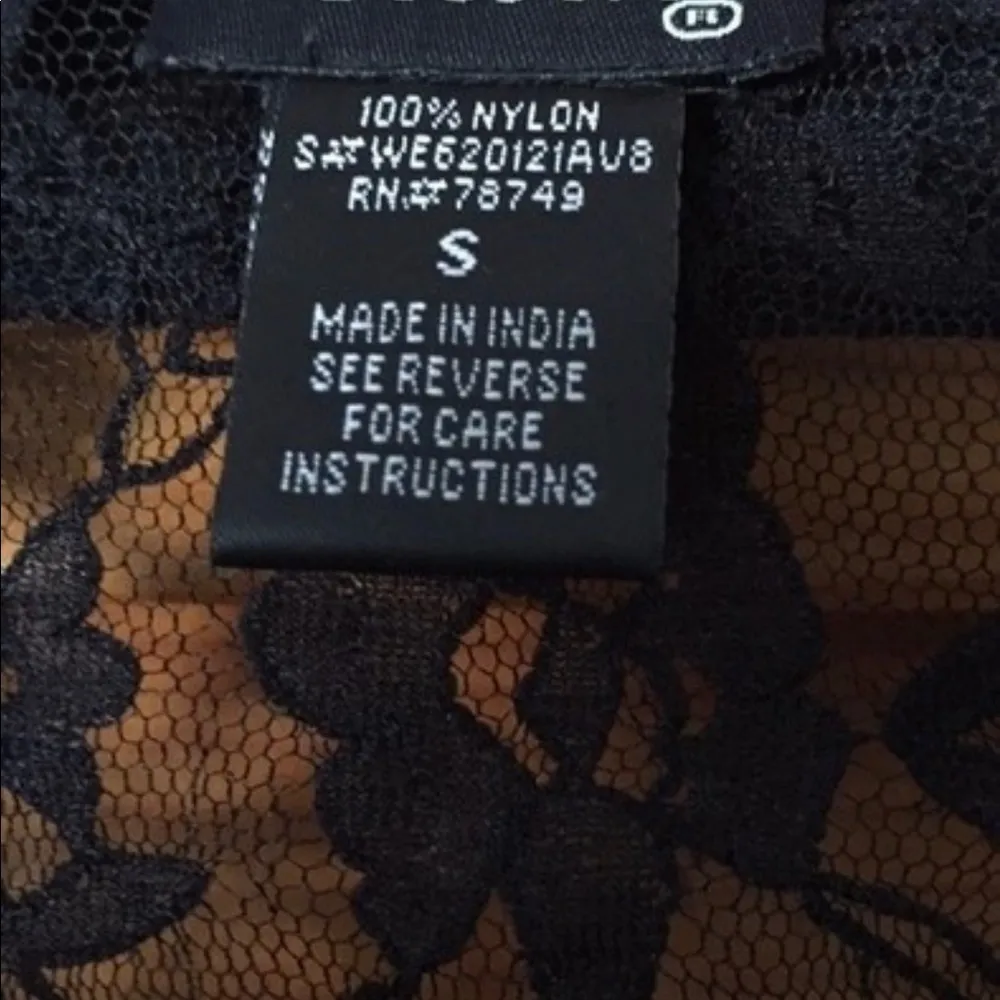 100% NYLON
S#WE620121AV8
RN#78749
S
MADE IN INDIA
SEE REVERSE
FOR CARE
INSTRUCTIONS